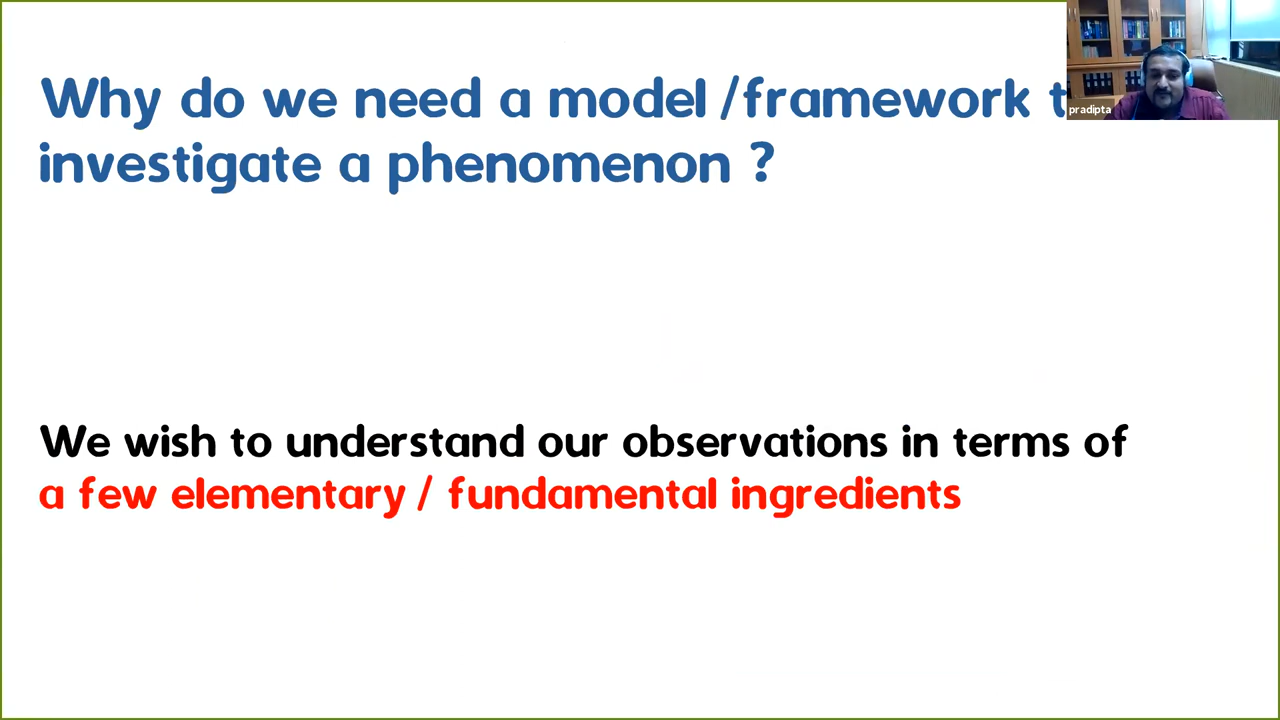 Why do we need a model /framework t
investigate a phenomenon ?
pradipta
We wish to understand our observations in terms of
a few elementary / fundamental ingredients